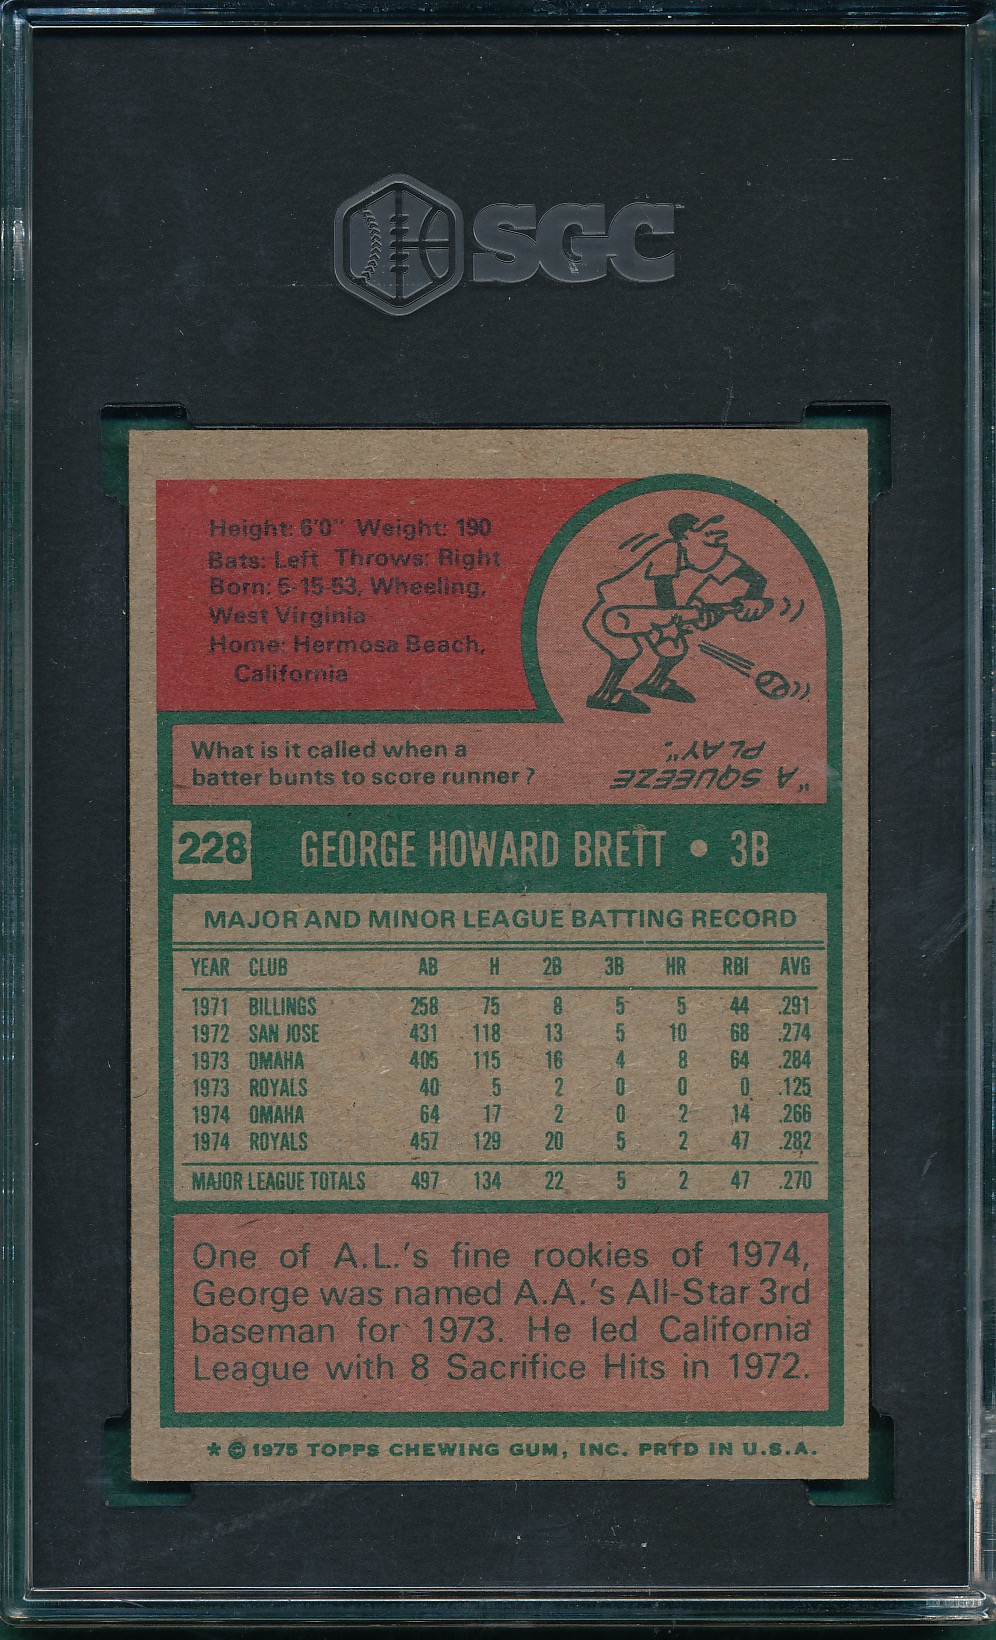 SGC
Height: 6'0" Weight: 190
Bats: Left Throws: Right
Born: 5-15-53, Wheeling,
West Virginia
Home: Hermosa Beach,
California
What is it called when a
batter bunts to score runner?
"A SQUEEZE
PLAY".
228 GEORGE HOWARD BRETT • 3B
MAJOR AND MINOR LEAGUE BATTING RECORD
YEAR CLUB AB H 2B 3B HR RBI AVG
1971 BILLINGS 258 75 8 5 5 44 .291
1972 SAN JOSE 431 118 13 5 10 68 .274
1973 OMAHA 405 115 16 4 8 64 .284
1973 ROYALS 40 5 2 0 0 0 .125
1974 OMAHA 64 17 2 0 2 14 .266
1974 ROYALS 457 129 20 5 2 47 .282
MAJOR LEAGUE TOTALS 497 134 22 5 2 47 .270
One of A.L.'s fine rookies of 1974,
George was named A.A.'s All-Star 3rd
baseman for 1973. He led California
League with 8 Sacrifice Hits in 1972.
* © 1975 TOPPS CHEWING GUM, INC. PRTD IN U.S.A.